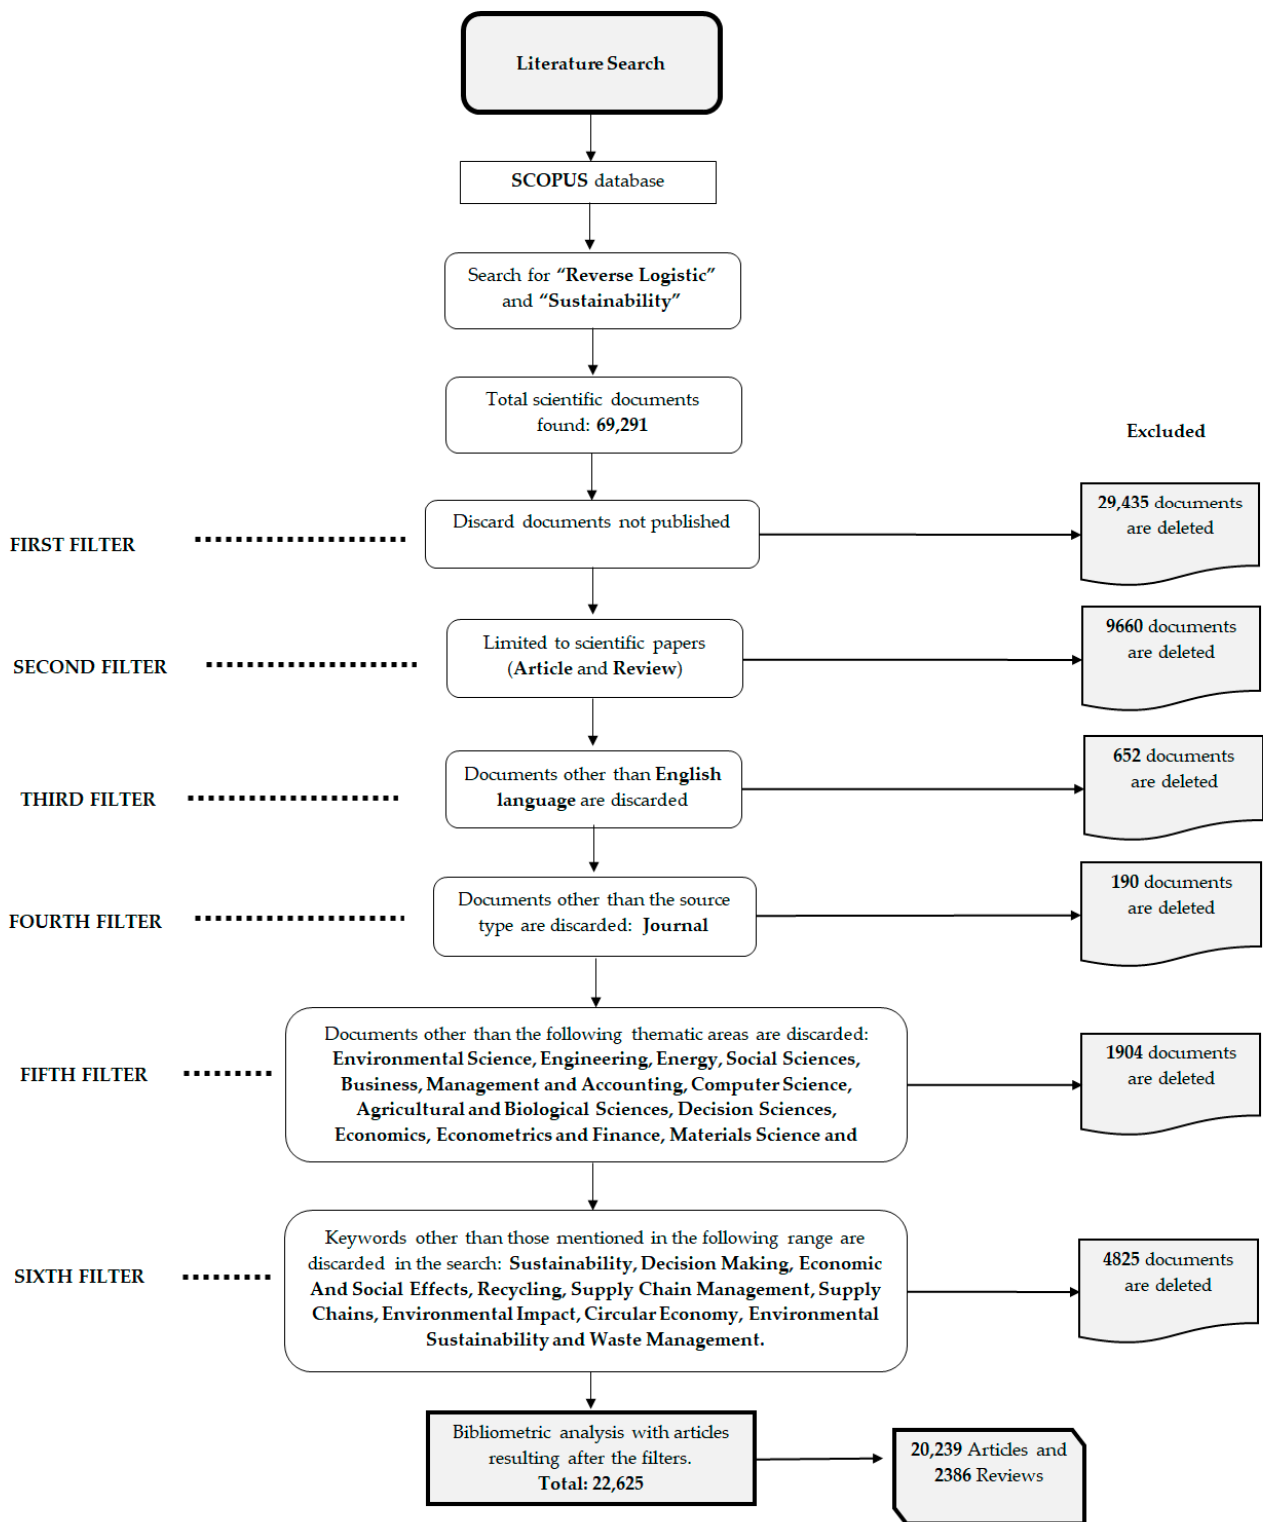 Literature Search
SCOPUS database
Search for “Reverse Logistic”
and “Sustainability”
Total scientific documents
found: 69,291
Excluded
FIRST FILTER
Discard documents not published
29,435 documents
are deleted
SECOND FILTER
Limited to scientific papers
(Article and Review)
9660 documents
are deleted
THIRD FILTER
Documents other than English
language are discarded
652 documents
are deleted
FOURTH FILTER
Documents other than the source
type are discarded: Journal
190 documents
are deleted
FIFTH FILTER
Documents other than the following thematic areas are discarded:
Environmental Science, Engineering, Energy, Social Sciences,
Business, Management and Accounting, Computer Science,
Agricultural and Biological Sciences, Decision Sciences,
Economics, Econometrics and Finance, Materials Science and
1904 documents
are deleted
SIXTH FILTER
Keywords other than those mentioned in the following range are
discarded in the search: Sustainability, Decision Making, Economic
And Social Effects, Recycling, Supply Chain Management, Supply
Chains, Environmental Impact, Circular Economy, Environmental
Sustainability and Waste Management.
4825 documents
are deleted
Bibliometric analysis with articles
resulting after the filters.
Total: 22,625
20,239 Articles and
2386 Reviews